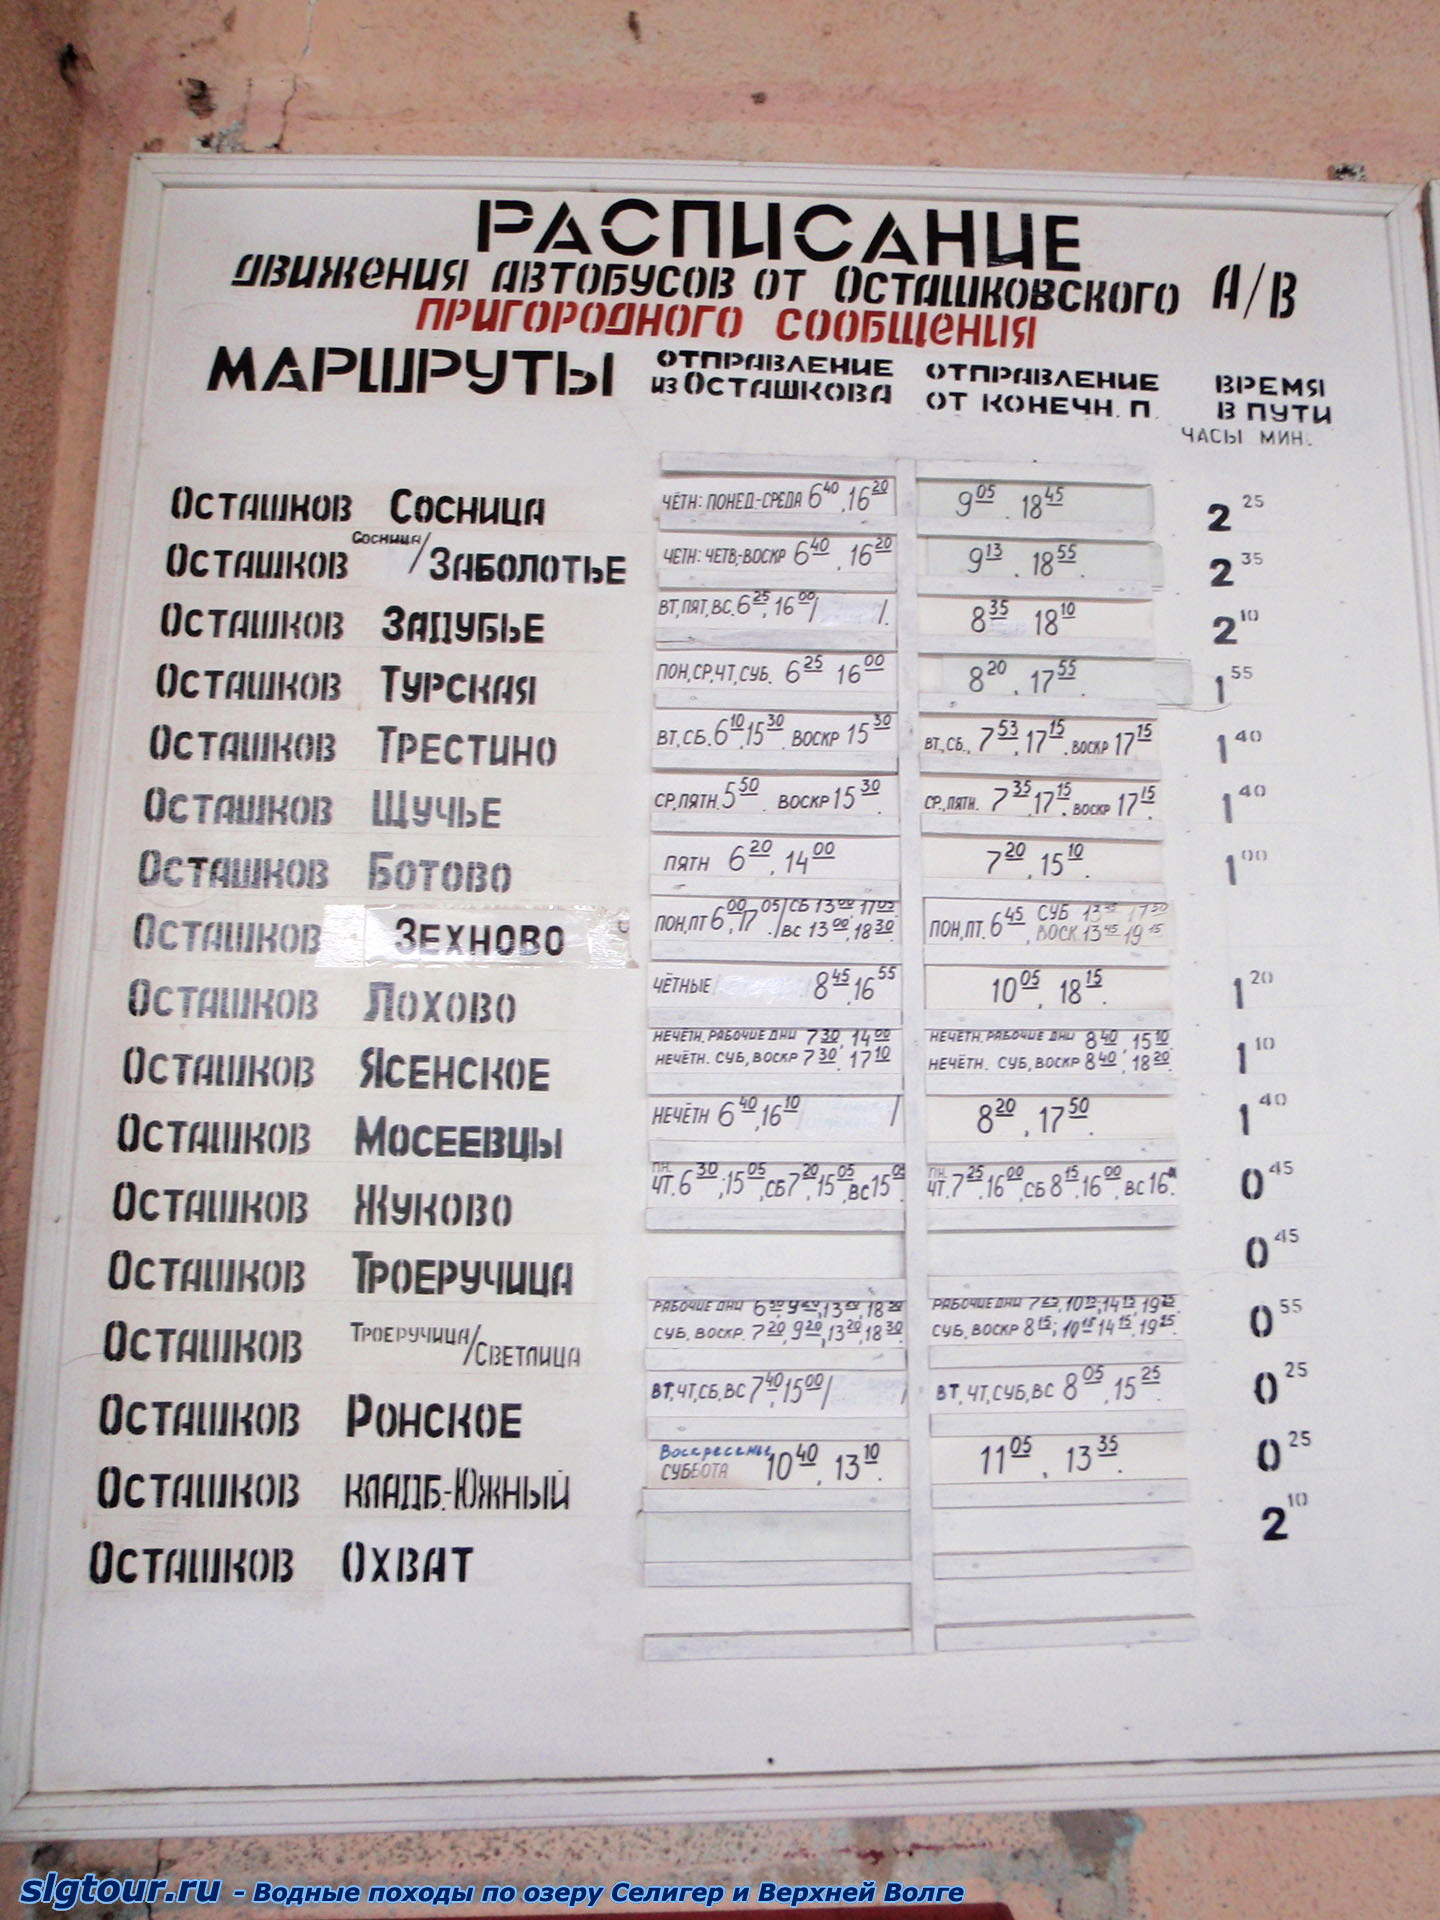 РАСПИСАНИЕ
ДВИЖЕНИЯ АВТОБУСОВ ОТ ОСТАШКОВСКОГО А/В
ПРИГОРОДНОГО СООБЩЕНИЯ
МАРШРУТЫ ОТПРАВЛЕНИЕ ИЗ ОСТАШКОВА ОТПРАВЛЕНИЕ ОТ КОНЕЧН. П. ВРЕМЯ В ПУТИ
ЧАСЫ МИН.
ОСТАШКОВ СОСНИЦА ЧЁТН: ПОНЕД-СРЕДА 6 40, 16 20 9 05. 18 45 2 25
ОСТАШКОВ СОСНИЦА/ЗАБОЛОТЬЕ ЧЕТН: ЧЕТВ,-ВОСКР 6 40, 16 20 9 13. 18 55 2 35
ОСТАШКОВ ЗАДУБЬЕ ВТ, ПЯТ, ВС. 6 25, 16 00 / /. 8 35 18 10 2 10
ОСТАШКОВ ТУРСКАЯ ПОН, СР, ЧТ, СУБ. 6 25 16 00 8 20, 17 55 1 55
ОСТАШКОВ ТРЕСТИНО ВТ, СБ. 6 10, 15 30. ВОСКР 15 30 ВТ., СБ., 7 53, 17 15. ВОСКР 17 15 1 40
ОСТАШКОВ ЩУЧЬЕ СР, ПЯТН. 5 50. ВОСКР 15 30. СР., ПЯТН. 7 35. 17 15. ВОСКР 17 15. 1 40
ОСТАШКОВ БОТОВО ПЯТН 6 20, 14 00 7 20, 15 10. 1 00
ОСТАШКОВ ЗЕХНОВО ПОН, ПТ 6 00, 17 05 / СБ 13 00 17 05. ПОН, ПТ. 6 45, СУБ
ВС 13 00, 18 30. ВОСК. 13 45 19 15
ОСТАШКОВ ЛОХОВО ЧЁТНЫЕ 8 45. 16 55 10 05, 18 15. 1 20
ОСТАШКОВ ЯСЕНСКОЕ НЕЧЁТН. РАБОЧИЕ ДНИ 7 30, 14 00 НЕЧЁТН. РАБОЧИЕ ДНИ 8 40, 15 10. 1 10
НЕЧЁТН. СУБ, ВОСКР 7 30. 17 10 НЕЧЁТН. СУБ, ВОСКР 8 40, 18 20.
ОСТАШКОВ МОСЕЕВЦЫ НЕЧЁТН 6 40, 16 10 / / 8 20, 17 50. 1 40
ОСТАШКОВ ЖУКОВО ПН. ЧТ. 6 30, 15 05, СБ 7 20, 15 05, ВС 15 ПН. ЧТ. 7 25, 16 00, СБ 8 15. 16 00, ВС 16 0 45
ОСТАШКОВ ТРОЕРУЧИЦА 0 45
ОСТАШКОВ ТРОЕРУЧИЦА/СВЕТЛИЦА РАБОЧИЕ ДНИ РАБОЧИЕ ДНИ 0 55
СУБ, ВОСКР. 7 20, 9 20, 13 20, 18 30. СУБ, ВОСКР 8 15, 10 15 14 15, 19 25.
ОСТАШКОВ РОНСКОЕ ВТ, ЧТ, СБ, ВС 7 40, 15 00 / / ВТ, ЧТ, СУБ, ВС 8 05, 15 25 0 25
ОСТАШКОВ КЛАДБ.-ЮЖНЫЙ Воскресенье СУББОТА 10 40, 13 10. 11 05, 13 35. 0 25
ОСТАШКОВ ОХВАТ 2 10
slgtour.ru - Водные походы по озеру Селигер и Верхней Волге